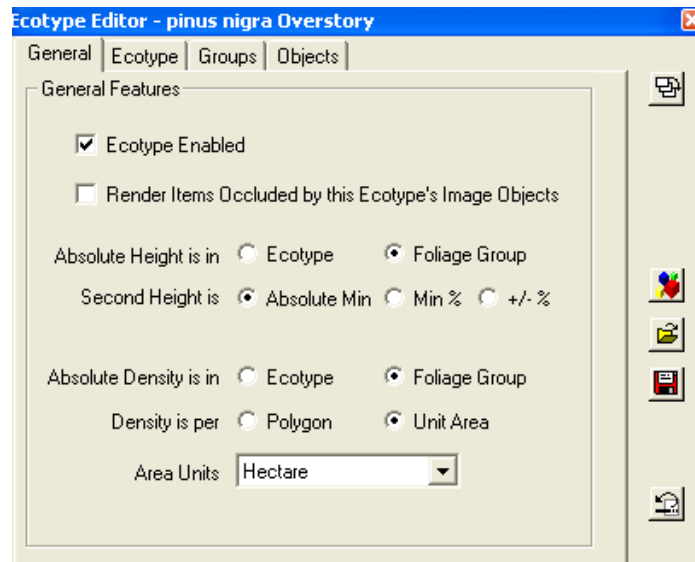 Ecotype Editor - pinus nigra Overstory
General Ecotype Groups Objects
General Features
Ecotype Enabled
Render Items Occluded by this Ecotype's Image Objects
Absolute Height is in Ecotype Foliage Group
Second Height is Absolute Min Min % +/- %
Absolute Density is in Ecotype Foliage Group
Density is per Polygon Unit Area
Area Units Hectare